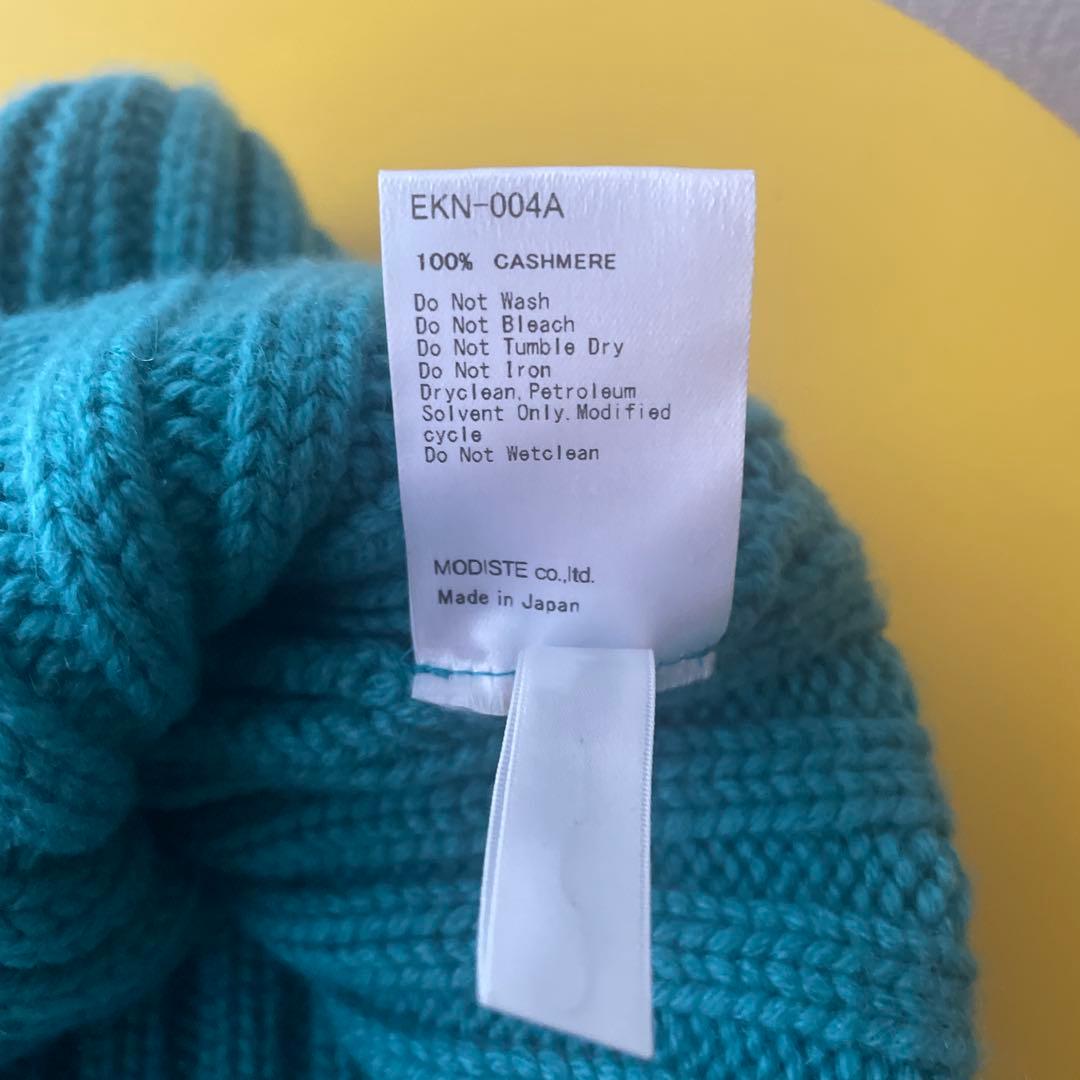 EKN-004A
100% CASHMERE
Do Not Wash
Do Not Bleach
Do Not Tumble Dry
Do Not Iron
Dryclean,Petroleum
Solvent Only.Modified
cycle
Do Not Wetclean
MODISTE co.,ltd.
Made in Japan